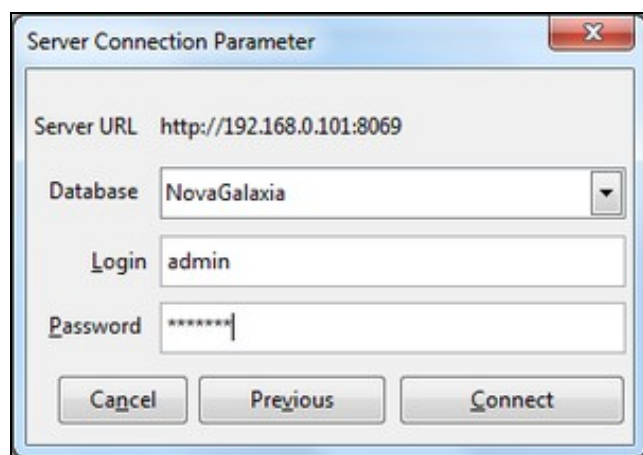 Server Connection Parameter
Server URL http://192.168.0.101:8069
Database NovaGalaxia
Login admin
Password *******
Cancel Previous Connect